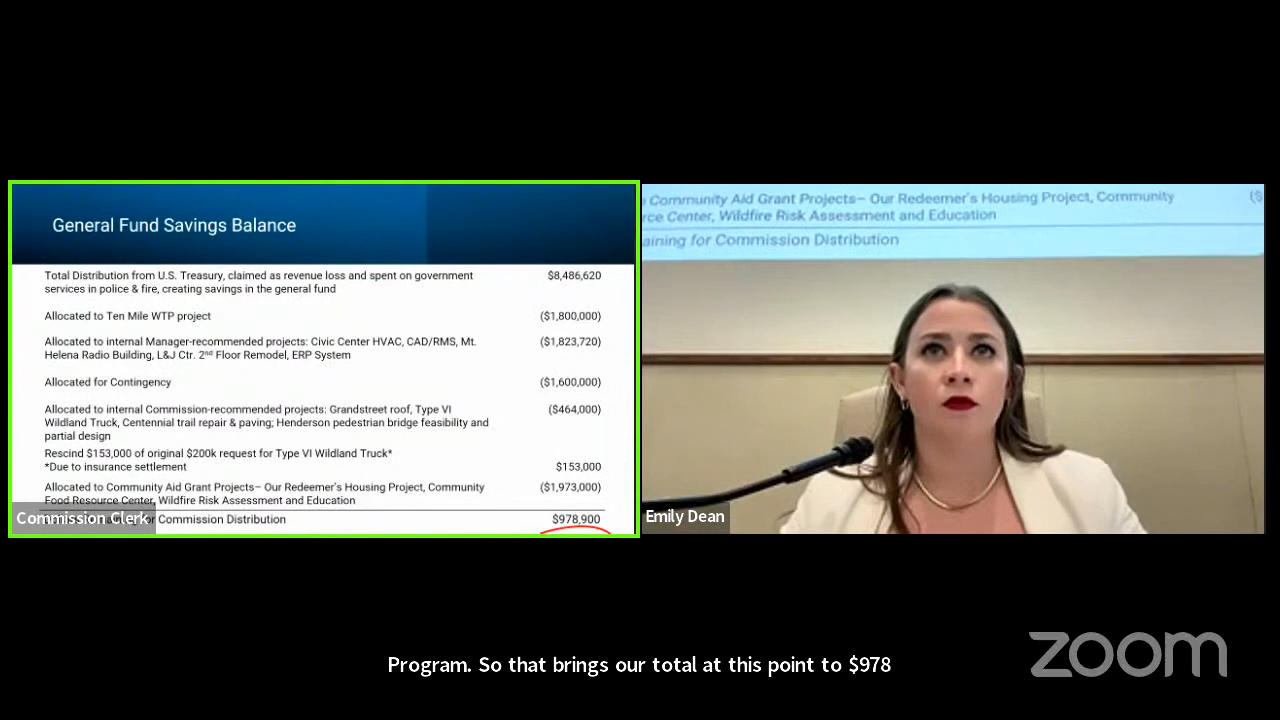 General Fund Savings Balance
Total Distribution from U.S. Treasury, claimed as revenue loss and spent on government
$8,486,620
services in police & fire, creating savings in the general fund
Allocated to Ten Mile WTP project
($1,800,000)
Allocated to internal Manager-recommended projects: Civic Center HVAC, CAD/RMS, Mt.
($1,823,720)
Helena Radio Building, L&J Ctr. 2nd Floor Remodel, ERP System
Allocated for Contingency
($1,600,000)
Allocated to internal Commission-recommended projects: Grandstreet roof, Type VI
($464,000)
Wildland Truck, Centennial trail repair & paving; Henderson pedestrian bridge feasibility and
partial design
Rescind $153,000 of original $200k request for Type VI Wildland Truck*
*Due to insurance settlement
$153,000
Allocated to Community Aid Grant Projects– Our Redeemer's Housing Project, Community
($1,973,000)
Food Resource Center, Wildfire Risk Assessment and Education
Commission Distribution
$978,900
Commission Clerk
Community Aid Grant Projects– Our Redeemer's Housing Project, Community
($
rce Center, Wildfire Risk Assessment and Education
aining for Commission Distribution
Emily Dean
Program. So that brings our total at this point to $978
zoom